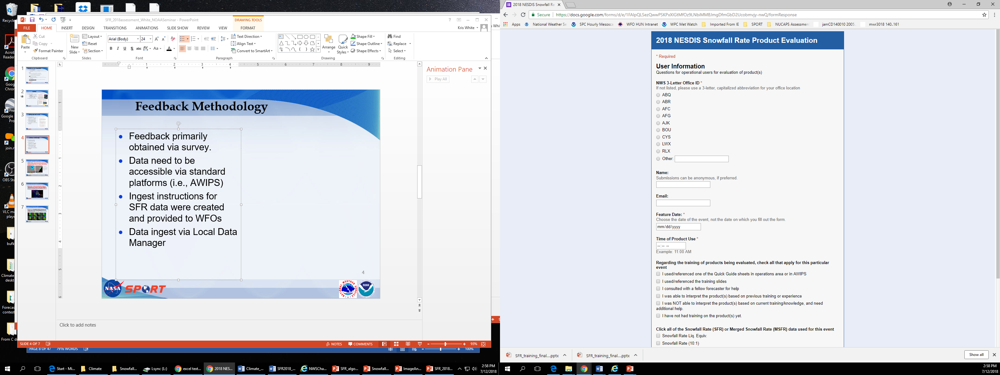 Recycle
Acrob
Reader
Goog
Chron
Google
Pro
join.n
OBS Stu
VLC me
playe
bufk
Climate
deskt
Forecas
contest
From C d
SFR_2018assessment_White_NOAASeminar - PowerPoint
DRAWING TOOLS
FILE HOME INSERT DESIGN TRANSITIONS ANIMATIONS SLIDE SHOW REVIEW VIEW FORMAT
Kris White
Paste
Cut
Copy
Format Painter
Clipboard
New
Slide
Layout
Reset
Section
Slides
Arial (Body) 24
Font
Text Direction
Align Text
Convert to SmartArt
Paragraph
Arrange
Quick
Styles
Shape Fill
Shape Outline
Shape Effects
Drawing
Find
Replace
Select
Editing
1
2
3
4
5
6
7
Feedback Methodology
Feedback primarily
obtained via survey.
Data need to be
accessible via standard
platforms (i.e., AWIPS)
Ingest instructions for
SFR data were created
and provided to WFOs
Data ingest via Local Data
Manager
4
NASA SPORT
NATIONAL WEATHER SERVICE
NOAA
Animation Pane
Play All
Click to add notes
SLIDE 4 OF 7
NOTES COMMENTS 93%
PAGE 8 OF 47 7916 WORDS 100%
Start - Mi...
Climate
Snowfall...
Lsync (L:)
excel text...
2018 NES...
Climate_...
SFR2018_...
NWSCha...
SFR_algo...
Snowfall...
ImageAn...
SFR_2018...
2:58 PM
7/12/2018
2018 NESDIS Snowfall Ra
Secure https://docs.google.com/forms/d/e/1FAIpQLSezQwwPSKPxXIGtMfOz9LNbiMMBJmgDfmGbD2Ucobmvjy-nwQ/formResponse
Apps National Weather Se SPC Hourly Mesosca WFO HUN Intranet WPC Met Watch Imported From IE SPORT NUCAPS Assessment jamCD140010 2005.. mwr3018 140..161
2018 NESDIS Snowfall Rate Product Evaluation
* Required
User Information
Questions for operational users for evaluation of product(s)
NWS 3-Letter Office ID *
If not listed, please use a 3-letter, capitalized abbreviation for your office location
ABQ
ABR
AFC
AFG
AJK
BOU
CYS
LWX
RLX
Other:
Name:
Submissions can be anonymous, if preferred.
Email:
Feature Date: *
Choose the date of the event, not the date on which you fill out the form.
mm/dd/yyyy
Time of Product Use *
--:-- --
Example: 11:00 AM
Regarding the training of products being evaluated, check all that apply for this particular
event
I used/referenced one of the Quick Guide sheets in operations area or in AWIPS
I used/referenced the training slides
I consulted with a fellow forecaster for help
I was able to interpret the product(s) based on previous training or experience
I was NOT able to interpret the product(s) based on current training/knowledge, and need
additional help.
I have not had training on the product(s) yet.
Click all of the Snowfall Rate (SFR) or Merged Snowfall Rate (MSFR) data used for this event
Snowfall Rate Liq. Equiv.
Snowfall Rate (10:1)
SFR_training_final....pptx
SFR_training_final....pptx
Show all
2:58 PM
7/12/2018